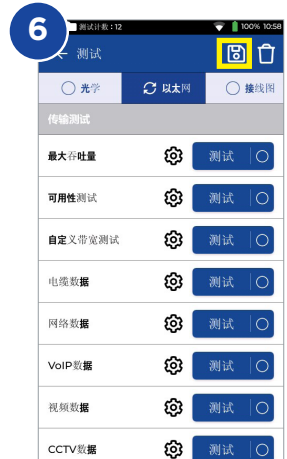 6
测试计数：12 100% 10:58
← 测试
光学 以太网 接线图
传输测试
最大吞吐量 测试
可用性测试 测试
自定义带宽测试 测试
电缆数据 测试
网络数据 测试
VoIP数据 测试
视频数据 测试
CCTV数据 测试